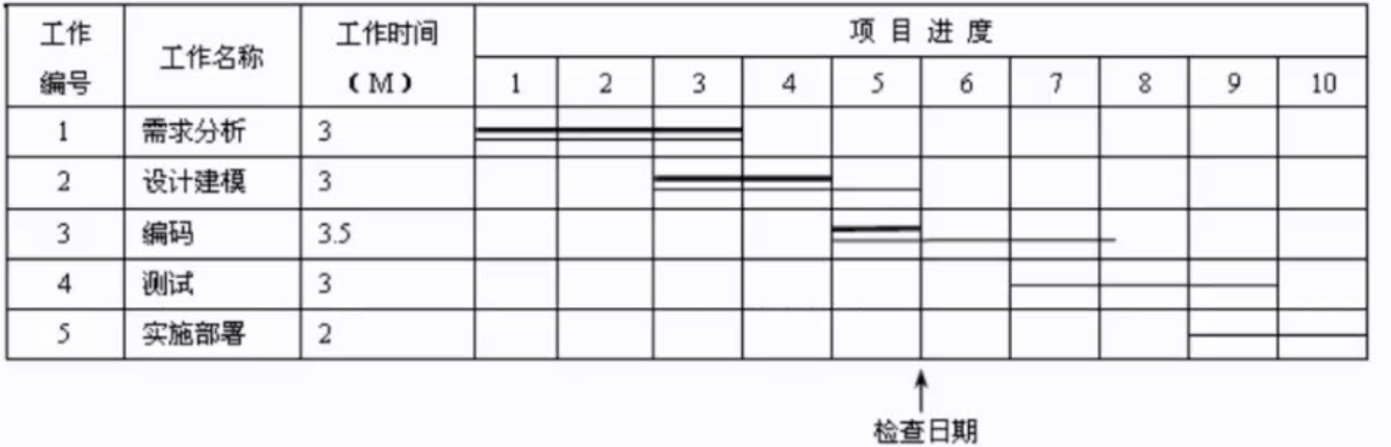 工作编号 工作名称 工作时间（M） 项目进度
1 2 3 4 5 6 7 8 9 10
1 需求分析 3
2 设计建模 3
3 编码 3.5
4 测试 3
5 实施部署 2
检查日期